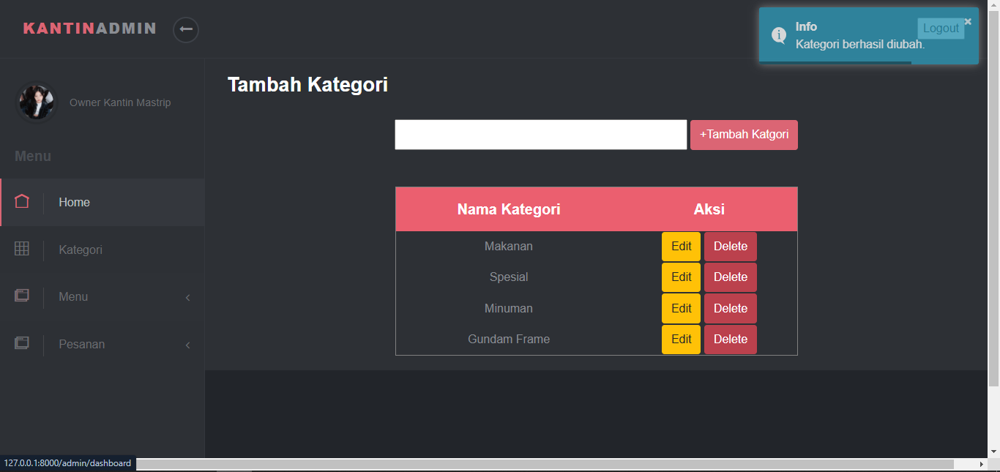 KANTINADMIN
Info
Logout
Kategori berhasil diubah.
Owner Kantin Mastrip
Menu
Home
Kategori
Menu
Pesanan
Tambah Kategori
+Tambah Katgori
Nama Kategori Aksi
Makanan Edit Delete
Spesial Edit Delete
Minuman Edit Delete
Gundam Frame Edit Delete
127.0.0.1:8000/admin/dashboard